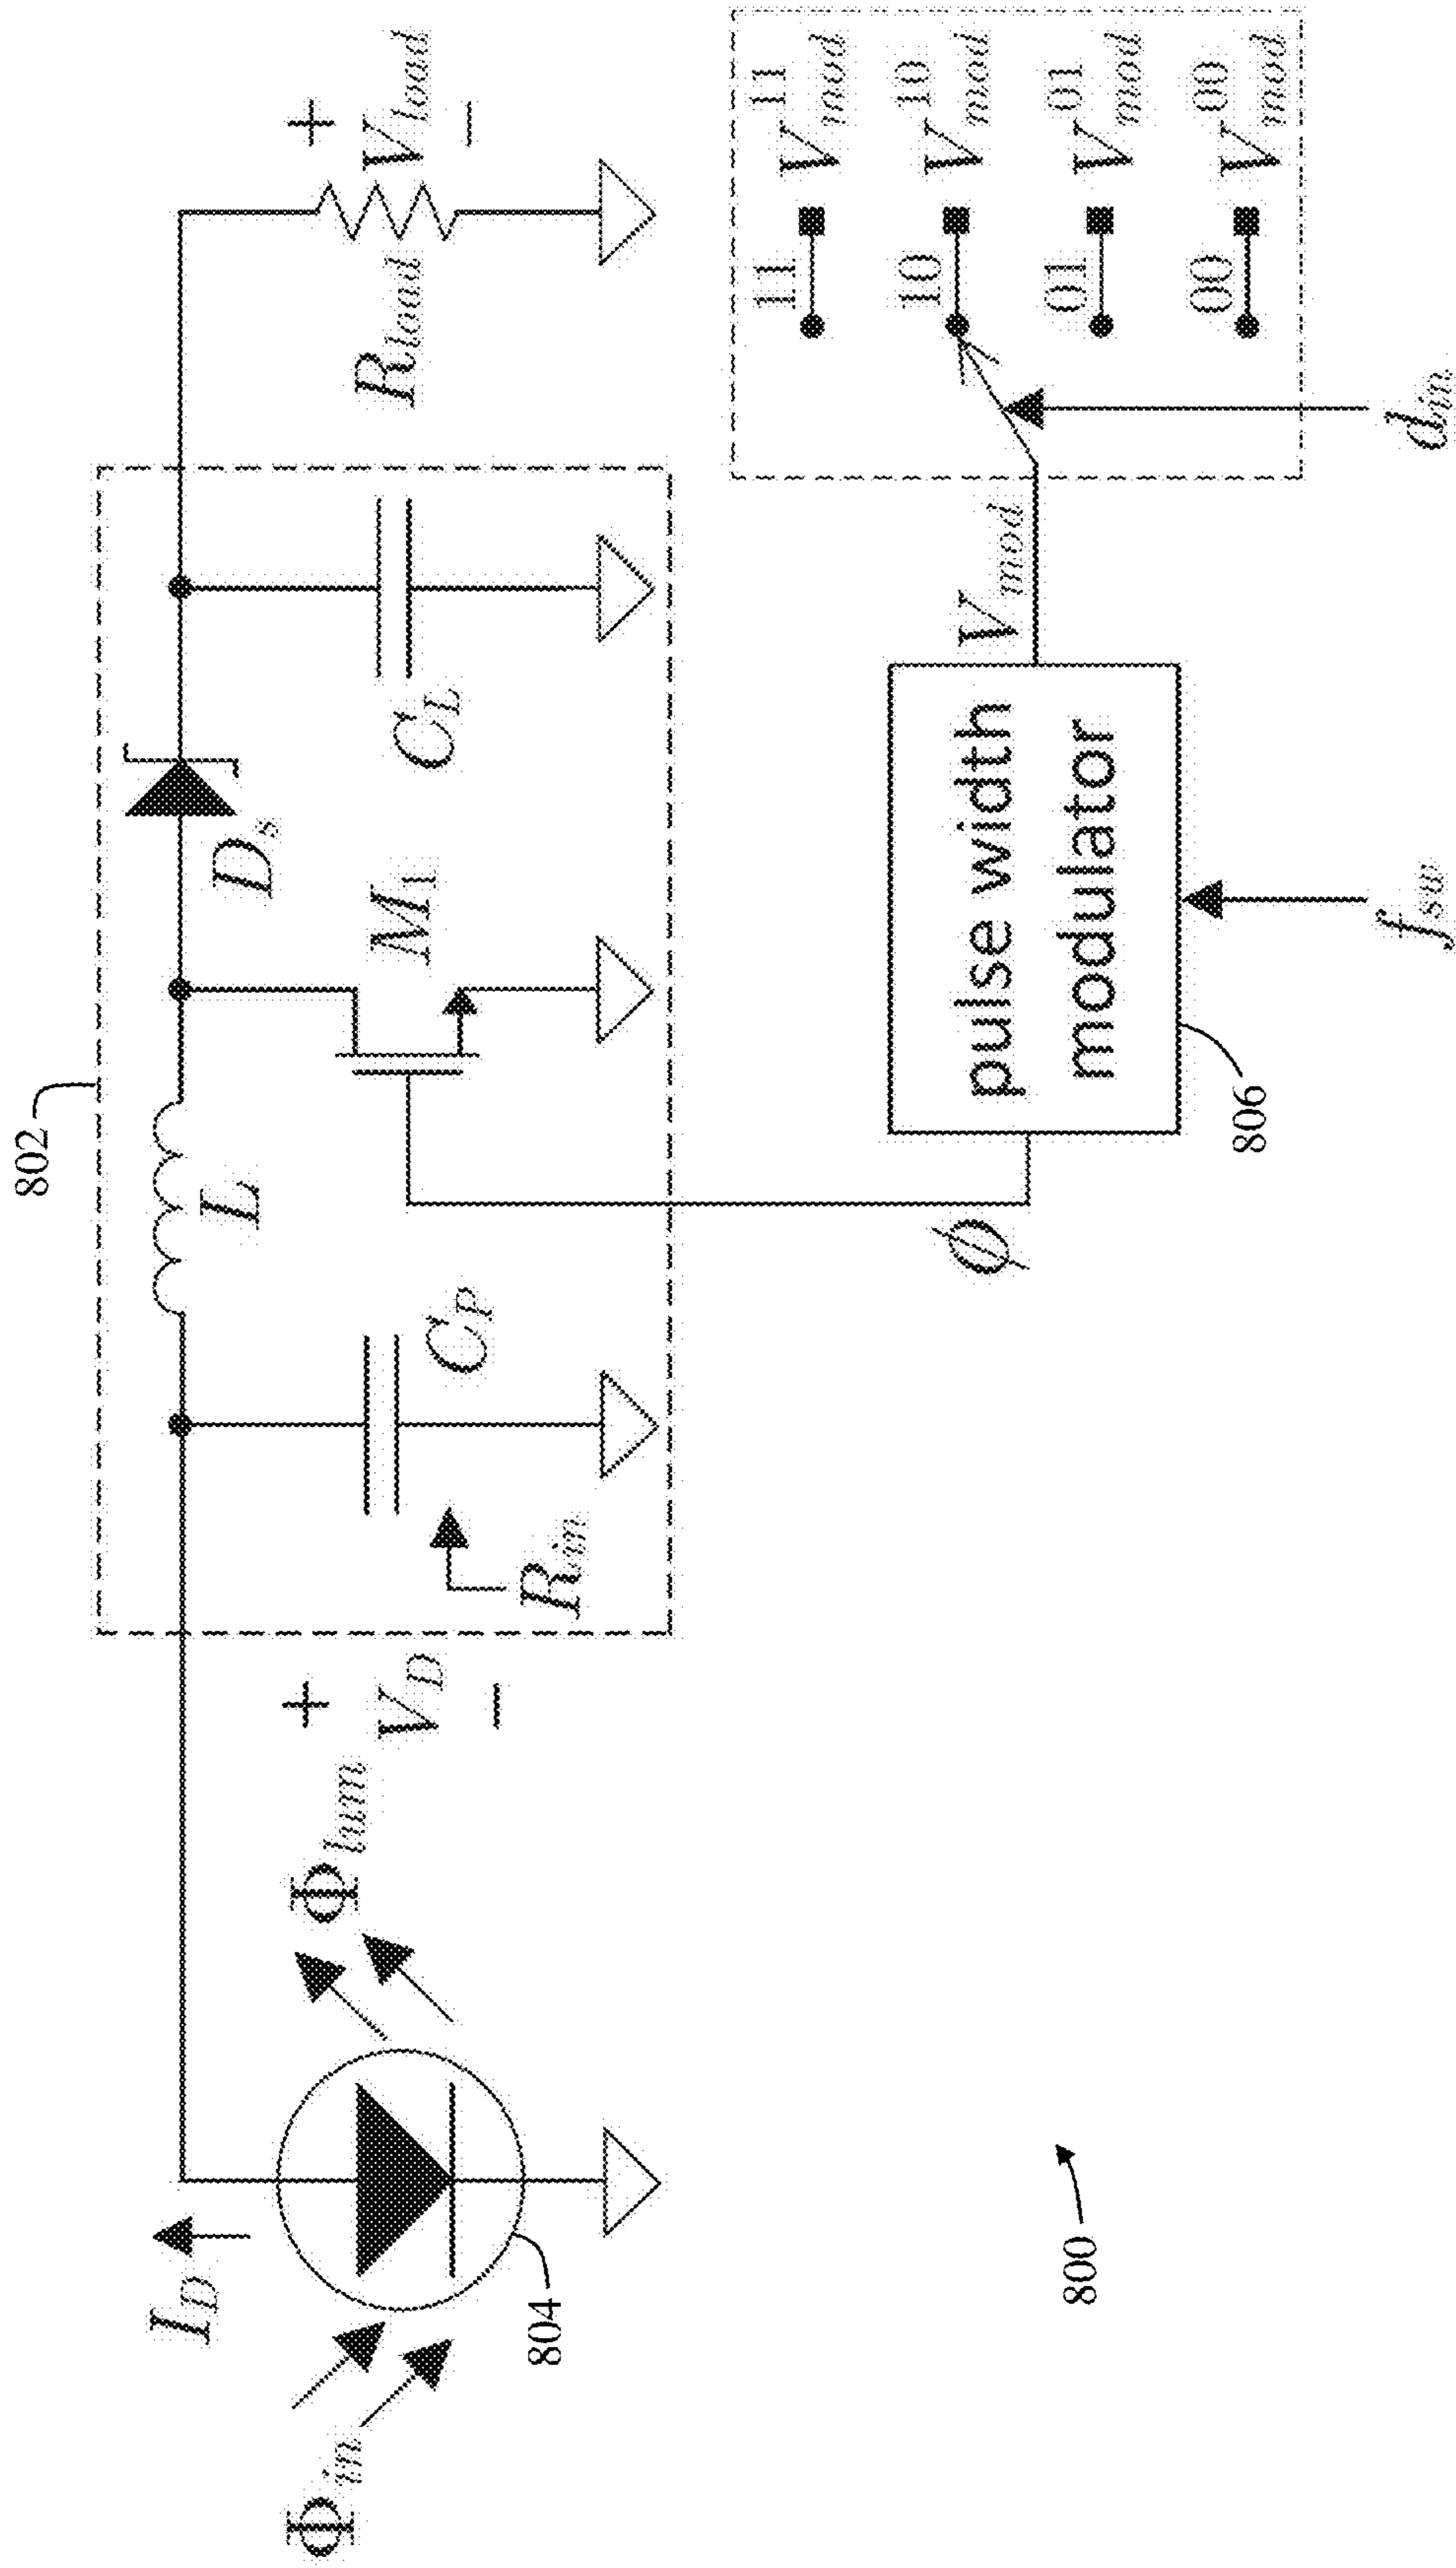 802
I_D
Φ_in
804
Φ_lum
+
V_D
−
R_in
C_P
L
M_1
D_s
C_L
R_load
+
V_load
−
ϕ
pulse width
modulator
806
f_sw
V_mod
11 V_mod^11
10 V_mod^10
01 V_mod^01
00 V_mod^00
d_in
800